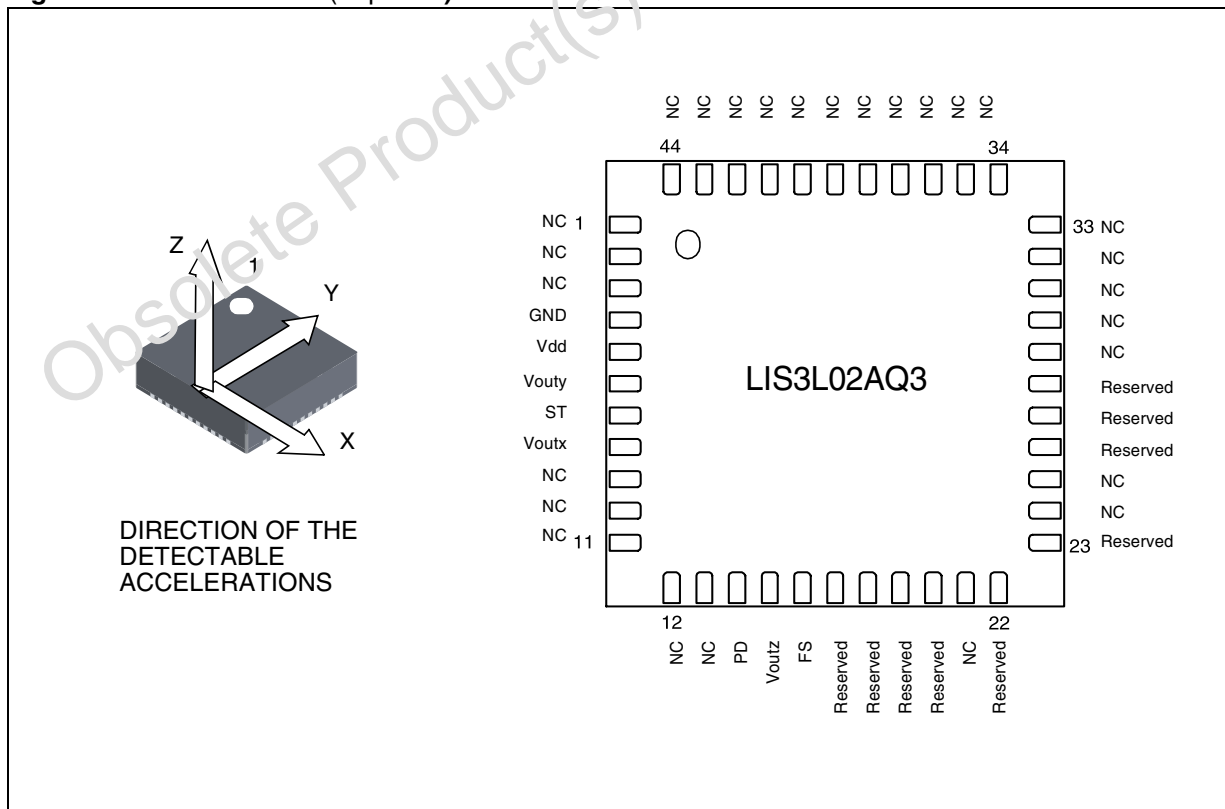 Obsolete Product(s)
Z
1
Y
X
DIRECTION OF THE
DETECTABLE
ACCELERATIONS
NC NC NC NC NC NC NC NC NC NC NC
44 34
NC 1
NC
NC
GND
Vdd
Vouty
ST
Voutx
NC
NC
NC 11
LIS3L02AQ3
33 NC
NC
NC
NC
NC
Reserved
Reserved
Reserved
NC
NC
23 Reserved
12 22
NC NC PD Voutz FS Reserved Reserved Reserved Reserved NC Reserved